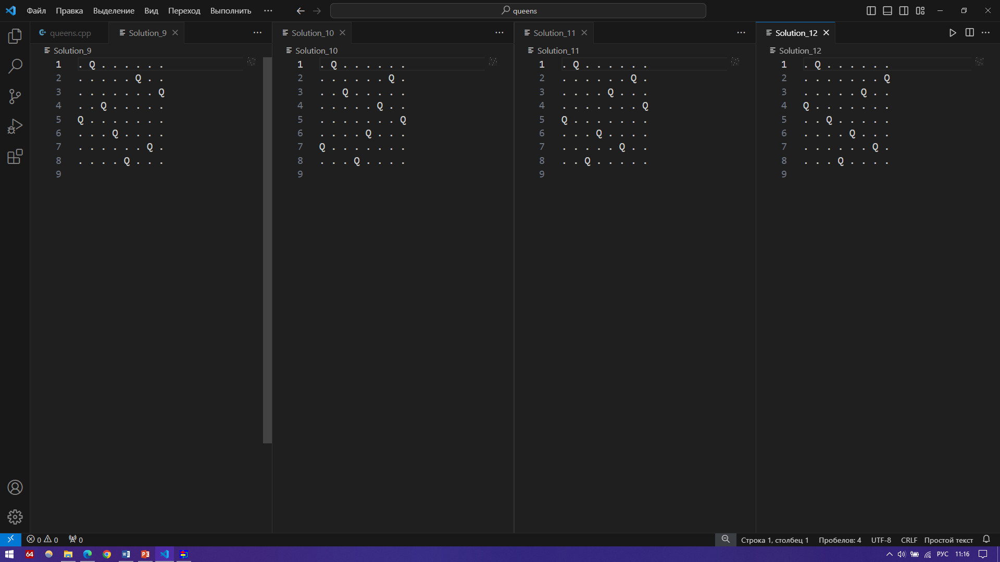 Файл Правка Выделение Вид Переход Выполнить ··· queens
queens.cpp Solution_9
Solution_9
1 . Q . . . . . .
2 . . . . . Q . .
3 . . . . . . . Q
4 . . Q . . . . .
5 Q . . . . . . .
6 . . . Q . . . .
7 . . . . . . Q .
8 . . . . Q . . .
9
Solution_10
Solution_10
1 . Q . . . . . .
2 . . . . . . Q .
3 . . Q . . . . .
4 . . . . . Q . .
5 . . . . . . . Q
6 . . . . Q . . .
7 Q . . . . . . .
8 . . . Q . . . .
9
Solution_11
Solution_11
1 . Q . . . . . .
2 . . . . . . Q .
3 . . . . Q . . .
4 . . . . . . . Q
5 Q . . . . . . .
6 . . . Q . . . .
7 . . . . . Q . .
8 . . Q . . . . .
9
Solution_12
Solution_12
1 . Q . . . . . .
2 . . . . . . . Q
3 . . . . . Q . .
4 Q . . . . . . .
5 . . Q . . . . .
6 . . . . Q . . .
7 . . . . . . Q .
8 . . . Q . . . .
9
0 0 0 Строка 1, столбец 1 Пробелов: 4 UTF-8 CRLF Простой текст
64 РУС 11:16